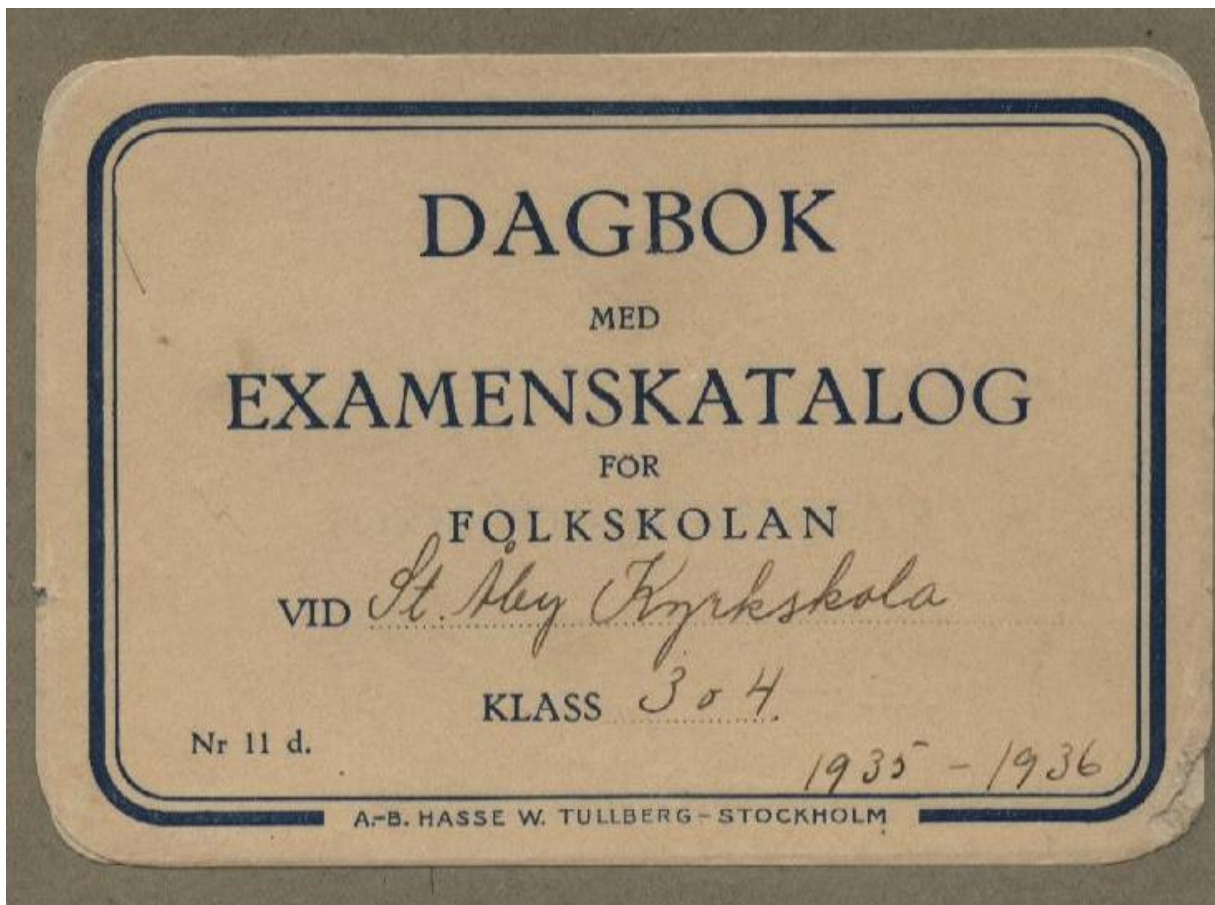 DAGBOK
MED
EXAMENSKATALOG
FÖR
FOLKSKOLAN
VID St. Åby Kyrkskola
KLASS 3 o 4.
Nr 11 d.
1935 - 1936
A.-B. HASSE W. TULLBERG - STOCKHOLM